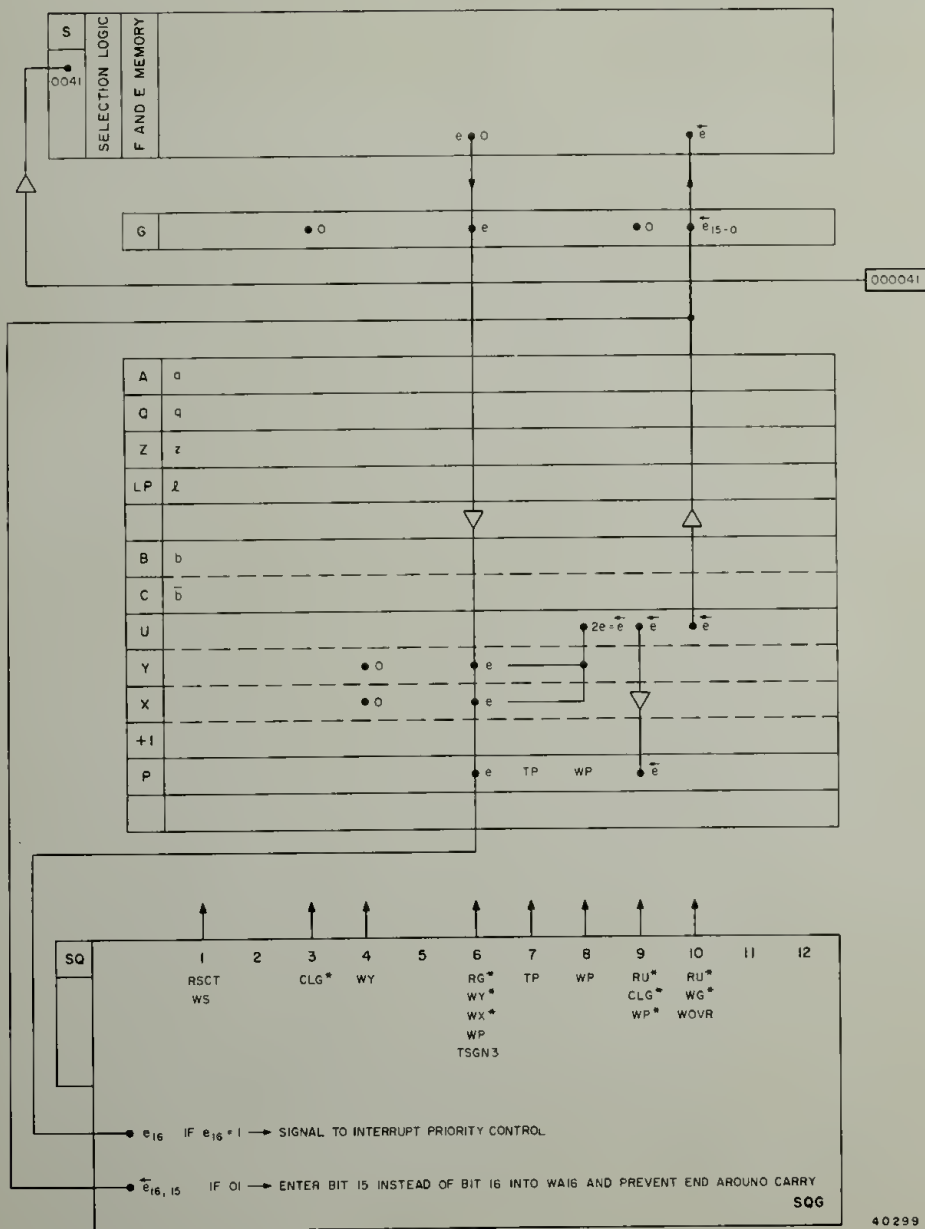 S
0041
SELECTION LOGIC
F AND E MEMORY
e 0
e⃖
G 0 e 0 e⃖15-0
000041
A a
Q q
Z z
LP ℓ
B b
C b̄
U 2e = e⃖ e⃖ e⃖
Y 0 e
X 0 e
+1
P e TP WP e⃖
SQ 1 2 3 4 5 6 7 8 9 10 11 12
RSCT CLG* WY RG* TP WP RU* RU*
WS WY* CLG* WG*
WX* WP* WOVR
WP
TSGN3
e16 IF e16 = 1 → SIGNAL TO INTERRUPT PRIORITY CONTROL
e⃖16, 15 IF 01 → ENTER BIT 15 INSTEAD OF BIT 16 INTO WA16 AND PREVENT END AROUND CARRY
SQG
40299